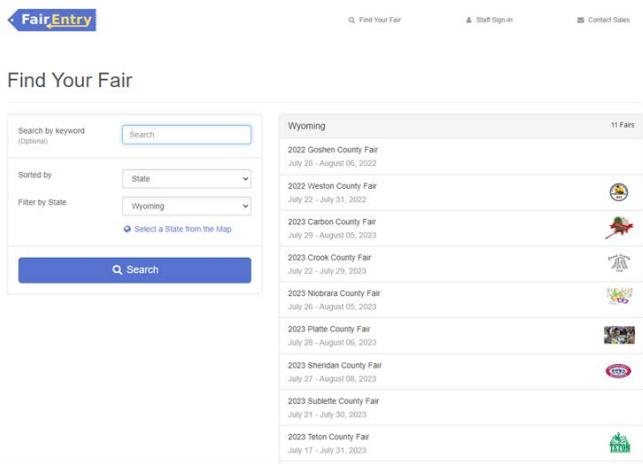 FairEntry
Find Your Fair
Staff Sign-in
Contact Sales
Find Your Fair
Search by keyword
(Optional)
Search
Sorted by
State
Filter by State
Wyoming
Select a State from the Map
Search
Wyoming
11 Fairs
2022 Goshen County Fair
July 28 - August 06, 2022
2022 Weston County Fair
July 22 - July 31, 2022
2023 Carbon County Fair
July 29 - August 05, 2023
2023 Crook County Fair
July 22 - July 29, 2023
2023 Niobrara County Fair
July 26 - August 05, 2023
2023 Platte County Fair
July 28 - August 06, 2023
2023 Sheridan County Fair
July 27 - August 08, 2023
2023 Sublette County Fair
July 21 - July 30, 2023
2023 Teton County Fair
July 17 - July 31, 2023
TETON